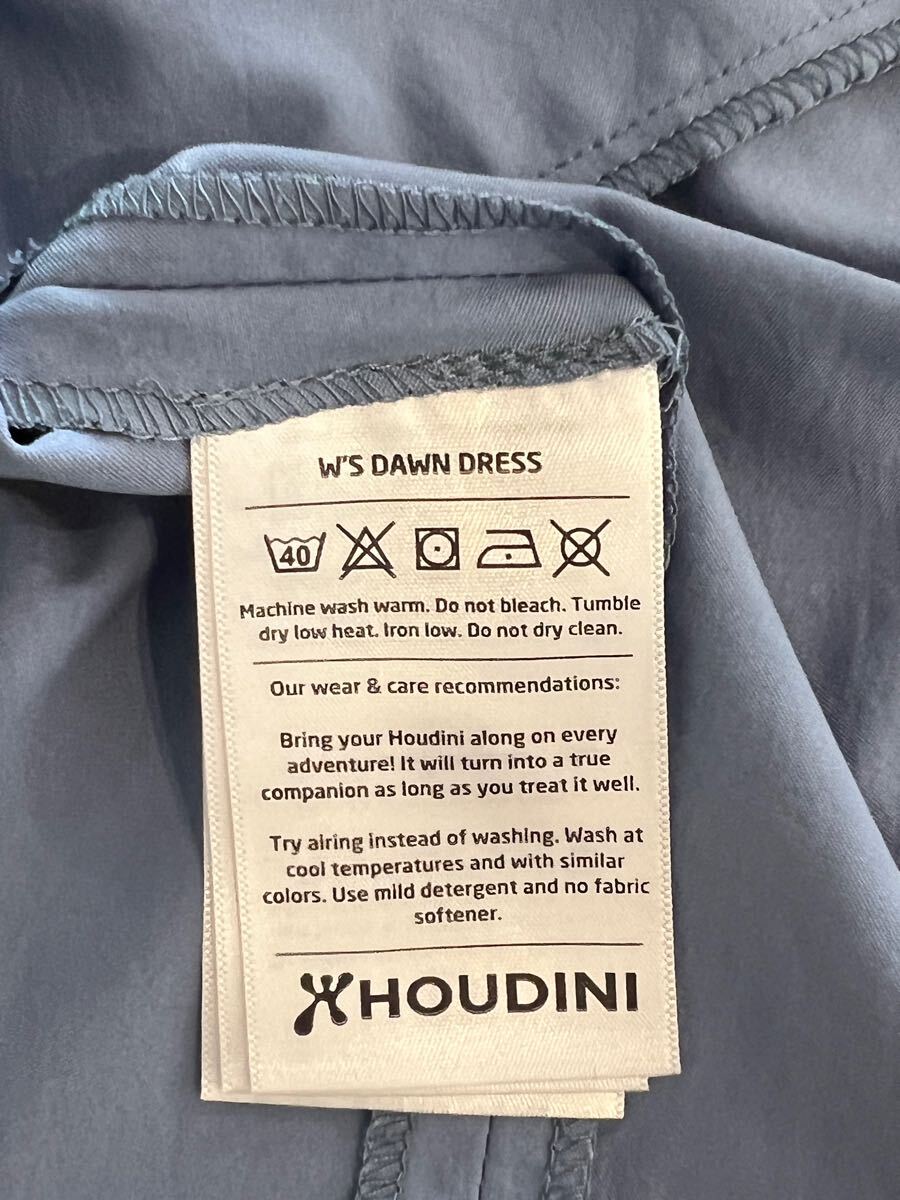 W'S DAWN DRESS
40
Machine wash warm. Do not bleach. Tumble
dry low heat. Iron low. Do not dry clean.
Our wear & care recommendations:
Bring your Houdini along on every
adventure! It will turn into a true
companion as long as you treat it well.
Try airing instead of washing. Wash at
cool temperatures and with similar
colors. Use mild detergent and no fabric
softener.
HOUDINI